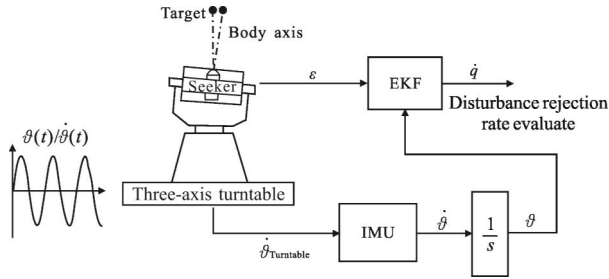 Target
Body axis
Seeker
ε
EKF
q̇
Disturbance rejection
rate evaluate
ϑ(t)/ϑ̇(t)
Three-axis turntable
ϑ̇Turntable
IMU
ϑ̇
1/s
ϑ